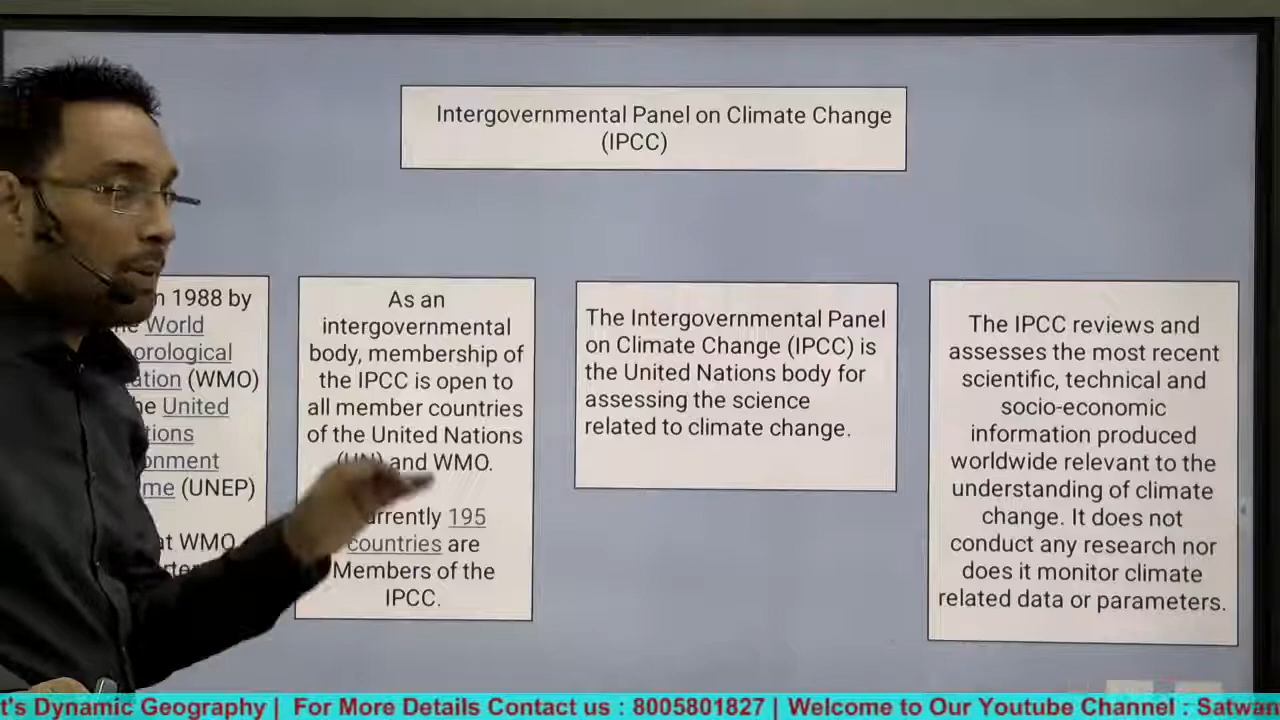 Intergovernmental Panel on Climate Change
(IPCC)
1988 by
World
orological
ation (WMO)
he United
tions
onment
me (UNEP)
at WMO
As an
intergovernmental
body, membership of
the IPCC is open to
all member countries
of the United Nations
(UN) and WMO.
urrently 195
countries are
Members of the
IPCC.
The Intergovernmental Panel
on Climate Change (IPCC) is
the United Nations body for
assessing the science
related to climate change.
The IPCC reviews and
assesses the most recent
scientific, technical and
socio-economic
information produced
worldwide relevant to the
understanding of climate
change. It does not
conduct any research nor
does it monitor climate
related data or parameters.
t's Dynamic Geography | For More Details Contact us : 8005801827 | Welcome to Our Youtube Channel : Satwan